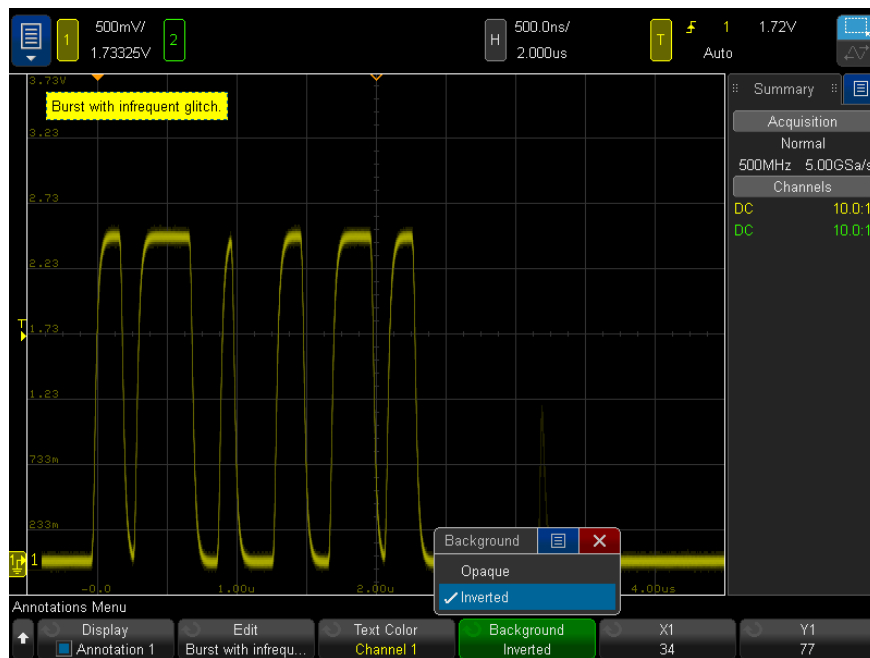 500mV/
1
1.73325V
2
H
500.0ns/
2.000us
T
1
1.72V
Auto
3.73V
Burst with infrequent glitch.
3.23
2.73
2.23
T
1.73
1.23
733m
233m
1
-0.0
1.00u
2.00u
4.00us
Summary
Acquisition
Normal
500MHz 5.00GSa/s
Channels
DC 10.0:1
DC 10.0:1
Background
Opaque
Inverted
Annotations Menu
Display
Annotation 1
Edit
Burst with infrequ...
Text Color
Channel 1
Background
Inverted
X1
34
Y1
77